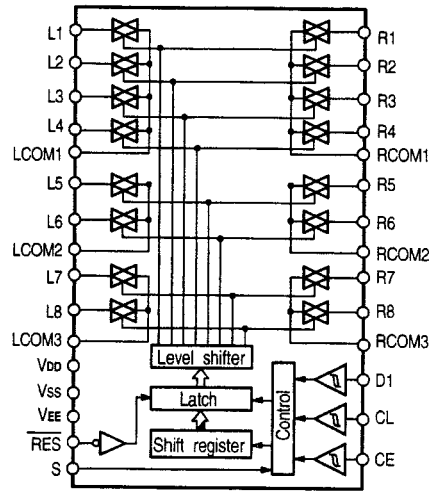 L1
R1
L2
R2
L3
R3
L4
R4
LCOM1
RCOM1
L5
R5
L6
R6
LCOM2
RCOM2
L7
R7
L8
R8
LCOM3
RCOM3
Level shifter
VDD
D1
VSS
Latch
Control
CL
VEE
RES
Shift register
CE
S